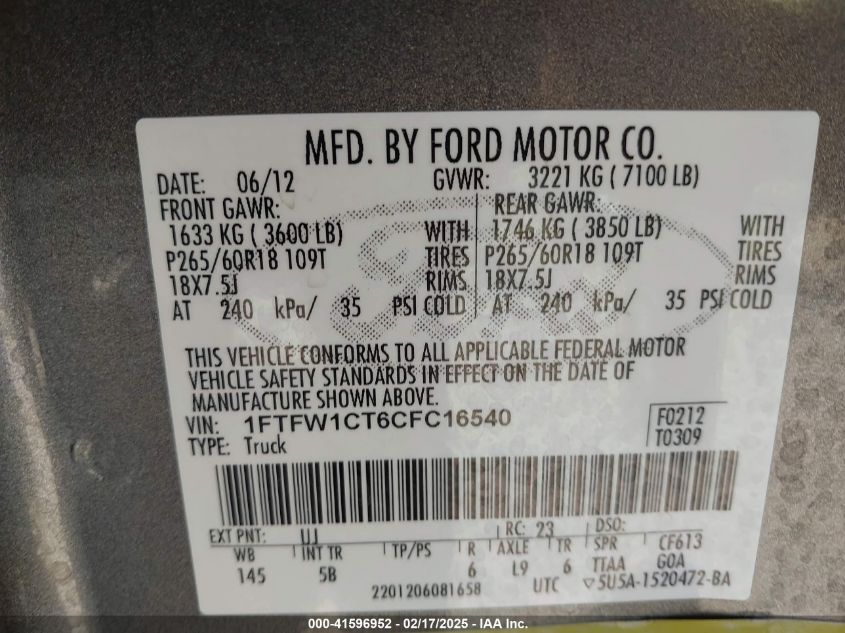 MFD. BY FORD MOTOR CO.
DATE: 06/12 GVWR: 3221 KG ( 7100 LB)
FRONT GAWR: REAR GAWR:
1633 KG ( 3600 LB) WITH 1746 KG ( 3850 LB) WITH
P265/60R18 109T TIRES P265/60R18 109T TIRES
18X7.5J RIMS 18X7.5J RIMS
AT 240 kPa/ 35 PSI COLD AT 240 kPa/ 35 PSI COLD
Ford
THIS VEHICLE CONFORMS TO ALL APPLICABLE FEDERAL MOTOR
VEHICLE SAFETY STANDARDS IN EFFECT ON THE DATE OF
MANUFACTURE SHOWN ABOVE.
VIN: 1FTFW1CT6CFC16540 F0212
TYPE: Truck T0309
EXT PNT: UJ RC: 23 DSO:
WB INT TR TP/PS R AXLE TR SPR CF613
145 5B 6 L9 6 TTAA GOA
2201206081658 UTC ▽5U5A-1520472-BA
000-41596952 - 02/17/2025 - IAAI.com